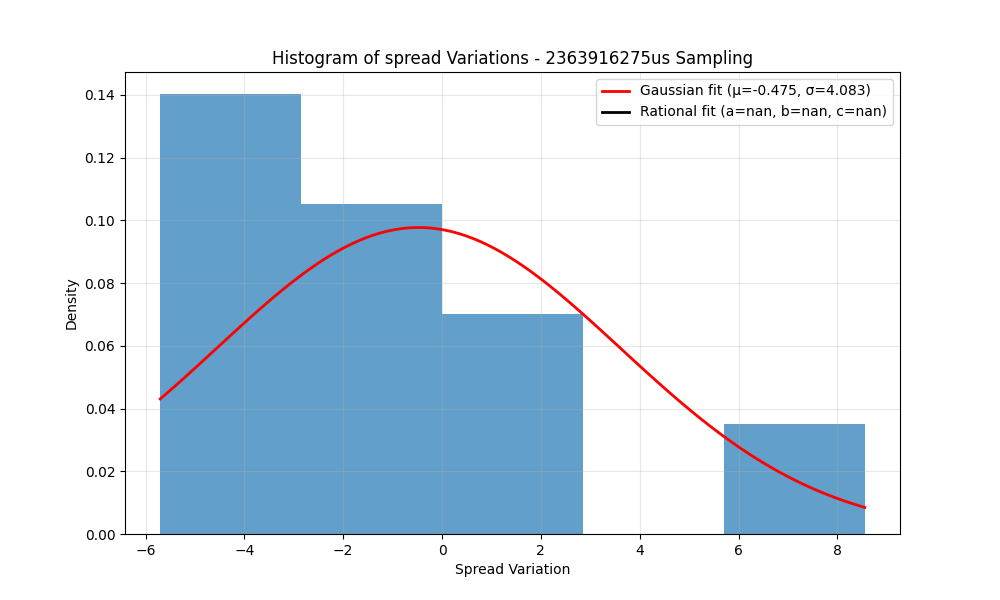 Histogram of spread Variations - 2363916275us Sampling
Gaussian fit (μ=-0.475, σ=4.083)
Rational fit (a=nan, b=nan, c=nan)
Density
0.14
0.12
0.10
0.08
0.06
0.04
0.02
0.00
−6 −4 −2 0 2 4 6 8
Spread Variation